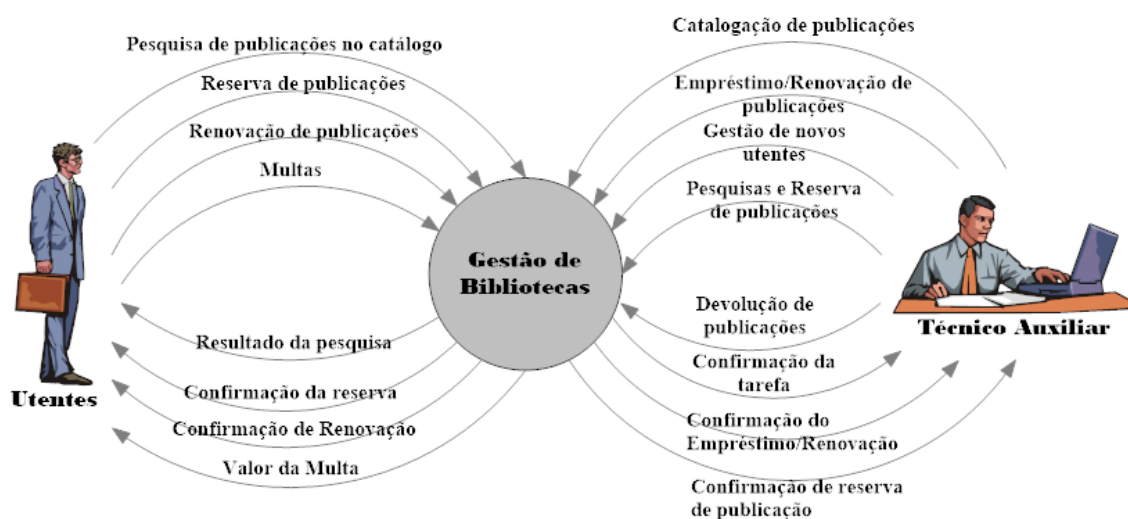 Pesquisa de publicações no catálogo
Reserva de publicações
Renovação de publicações
Multas
Utentes
Resultado da pesquisa
Confirmação da reserva
Confirmação de Renovação
Valor da Multa
Gestão de
Bibliotecas
Catalogação de publicações
Empréstimo/Renovação de
publicações
Gestão de novos
utentes
Pesquisas e Reserva
de publicações
Técnico Auxiliar
Devolução de
publicações
Confirmação da
tarefa
Confirmação do
Empréstimo/Renovação
Confirmação de reserva
de publicação